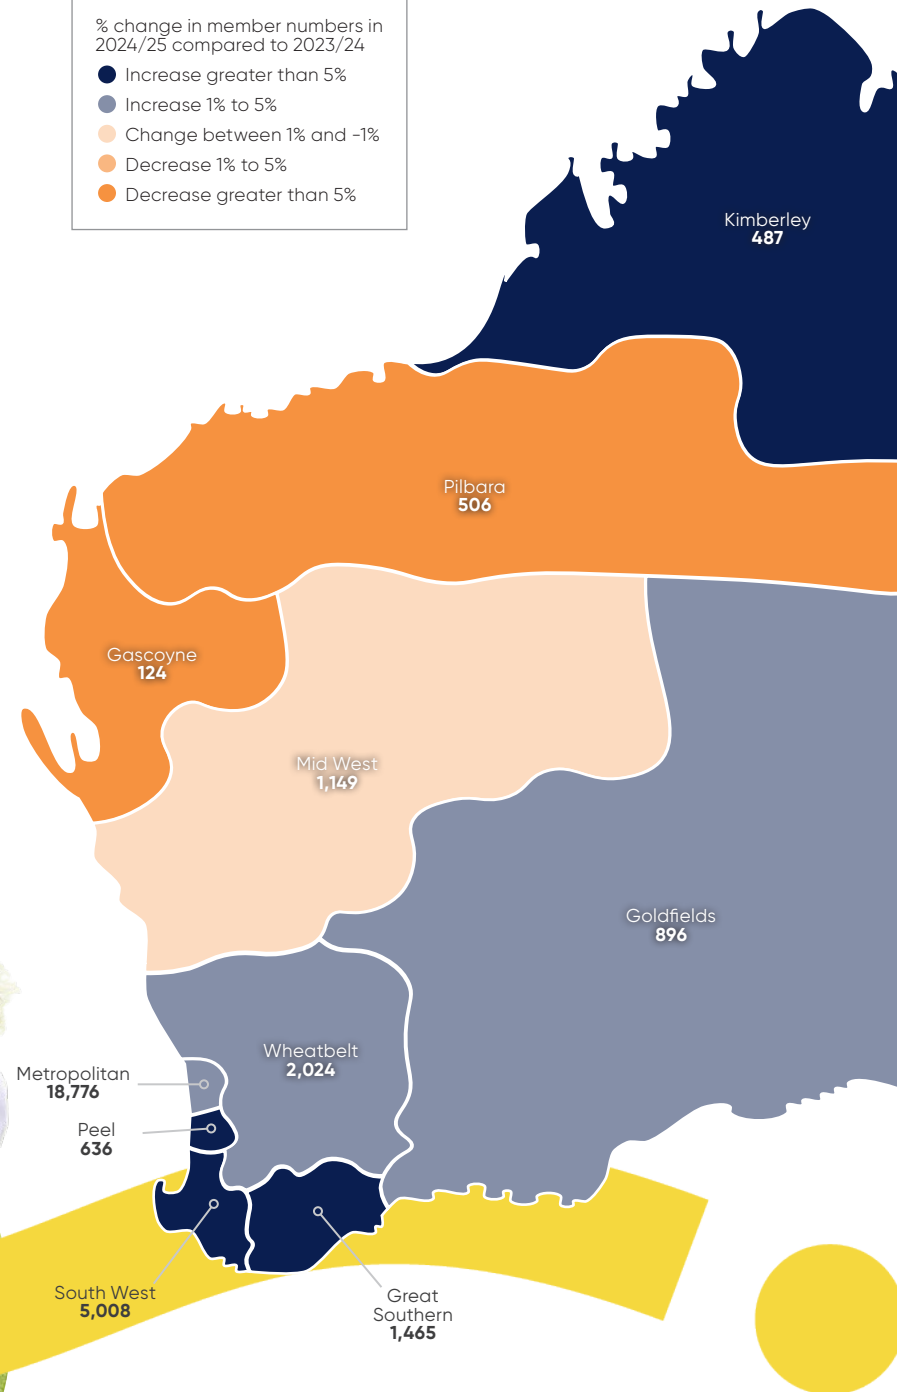 % change in member numbers in
2024/25 compared to 2023/24
Increase greater than 5%
Increase 1% to 5%
Change between 1% and -1%
Decrease 1% to 5%
Decrease greater than 5%
Kimberley
487
Pilbara
506
Gascoyne
124
Mid West
1,149
Goldfields
896
Wheatbelt
2,024
Metropolitan
18,776
Peel
636
South West
5,008
Great
Southern
1,465